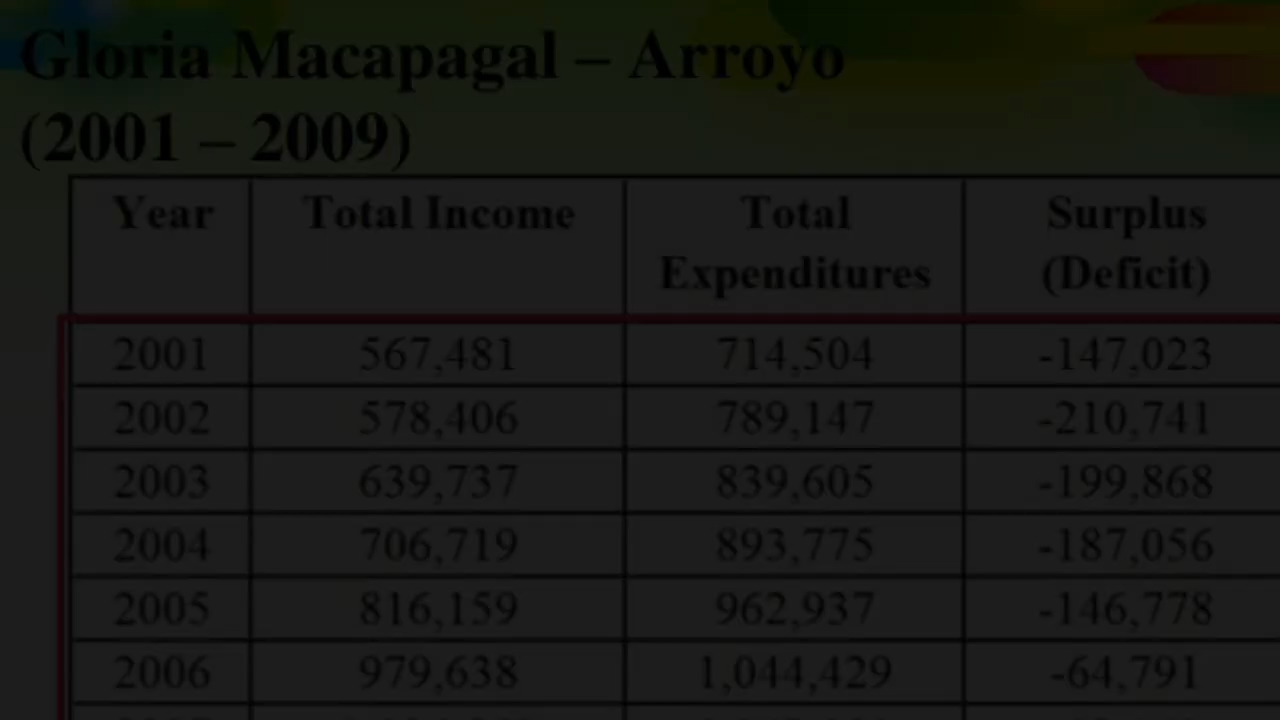 Gloria Macapagal – Arroyo
(2001 – 2009)
Year Total Income Total Expenditures Surplus (Deficit)
2001 567,481 714,504 -147,023
2002 578,406 789,147 -210,741
2003 639,737 839,605 -199,868
2004 706,719 893,775 -187,056
2005 816,159 962,937 -146,778
2006 979,638 1,044,429 -64,791